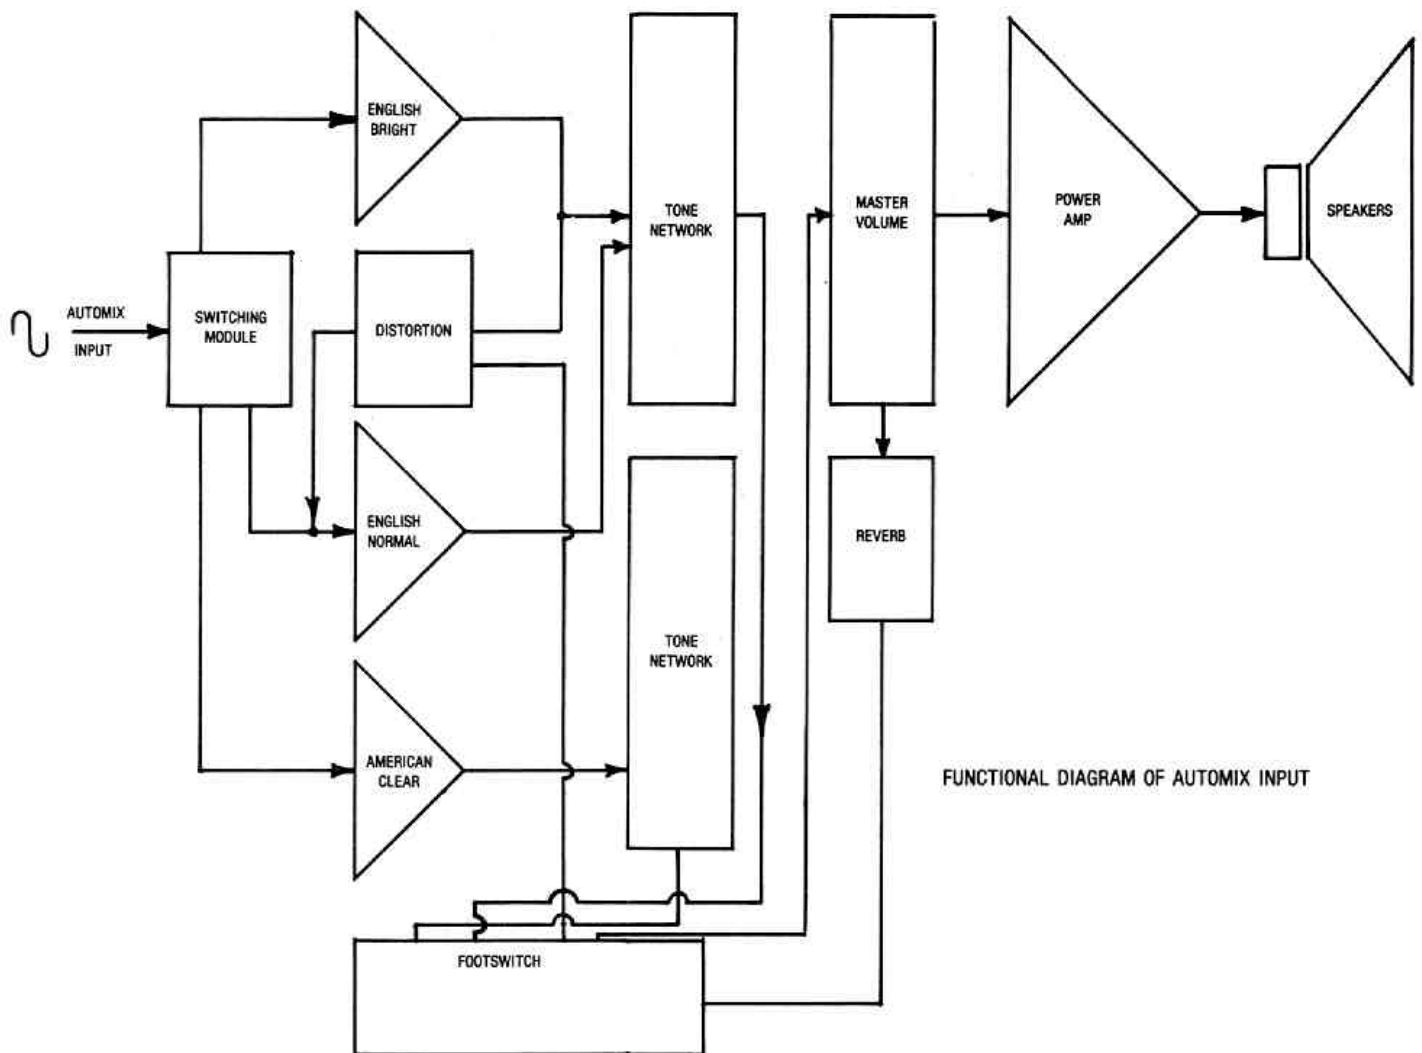 ENGLISH
BRIGHT
TONE
NETWORK
MASTER
VOLUME
POWER
AMP
SPEAKERS
AUTOMIX
INPUT
SWITCHING
MODULE
DISTORTION
ENGLISH
NORMAL
REVERB
TONE
NETWORK
AMERICAN
CLEAR
FUNCTIONAL DIAGRAM OF AUTOMIX INPUT
FOOTSWITCH